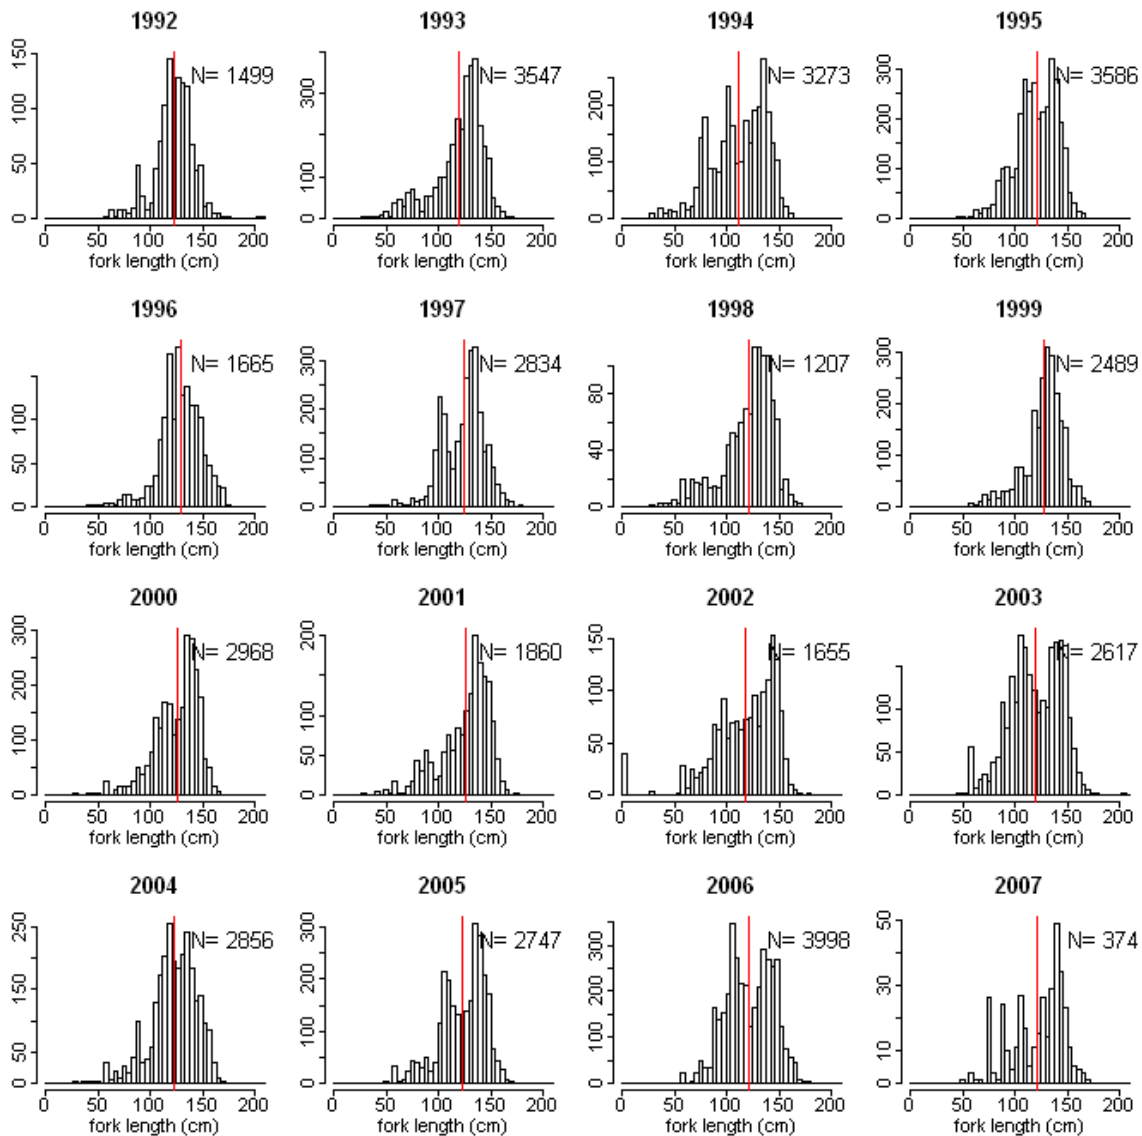 1992
N= 1499
150
100
50
0
0 50 100 150 200
fork length (cm)
1993
N= 3547
300
100
0
0 50 100 150 200
fork length (cm)
1994
N= 3273
200
100
0
0 50 100 150 200
fork length (cm)
1995
N= 3586
300
200
100
0
0 50 100 150 200
fork length (cm)
1996
N= 1665
100
50
0
0 50 100 150 200
fork length (cm)
1997
N= 2834
300
200
100
0
0 50 100 150 200
fork length (cm)
1998
N= 1207
80
40
0
0 50 100 150 200
fork length (cm)
1999
N= 2489
300
200
100
0
0 50 100 150 200
fork length (cm)
2000
N= 2968
300
200
100
0
0 50 100 150 200
fork length (cm)
2001
N= 1860
200
100
50
0
0 50 100 150 200
fork length (cm)
2002
N= 1655
150
100
50
0
0 50 100 150 200
fork length (cm)
2003
N= 2617
100
50
0
0 50 100 150 200
fork length (cm)
2004
N= 2856
250
150
50
0
0 50 100 150 200
fork length (cm)
2005
N= 2747
300
200
100
0
0 50 100 150 200
fork length (cm)
2006
N= 3998
300
200
100
0
0 50 100 150 200
fork length (cm)
2007
N= 374
50
30
10
0
0 50 100 150 200
fork length (cm)